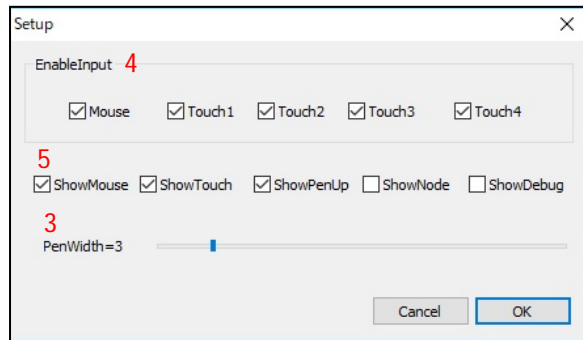 Setup
EnableInput 4
Mouse Touch1 Touch2 Touch3 Touch4
5
ShowMouse ShowTouch ShowPenUp ShowNode ShowDebug
3
PenWidth=3
Cancel OK